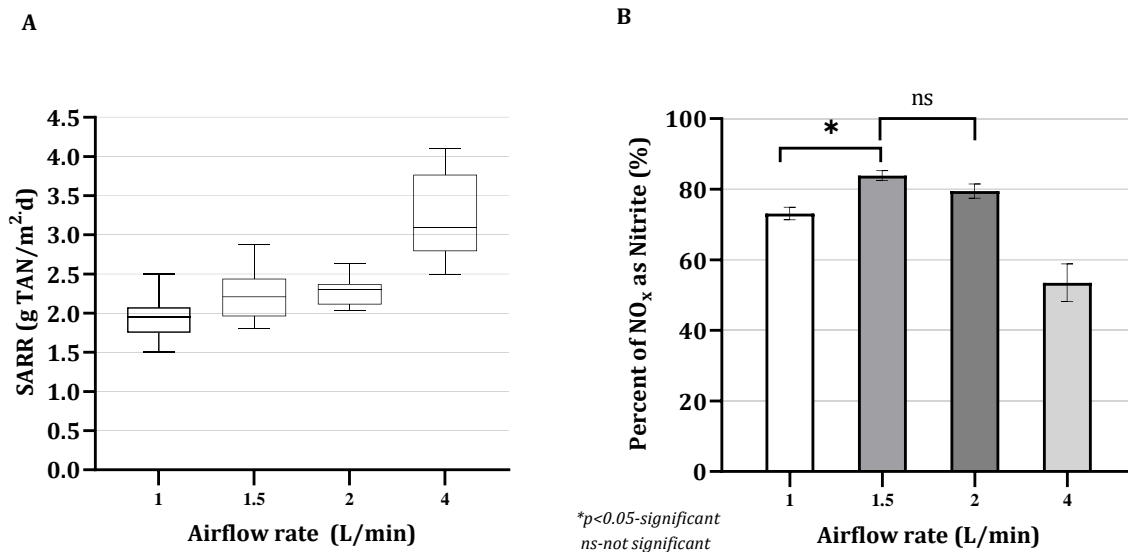 A
4.5
4.0
3.5
3.0
2.5
2.0
1.5
1.0
0.5
0.0
SARR (g TAN/m²·d)
1 1.5 2 4
Airflow rate (L/min)
B
ns
*
100
80
60
40
20
0
Percent of NOₓ as Nitrite (%)
1 1.5 2 4
Airflow rate (L/min)
*p<0.05-significant
ns-not significant